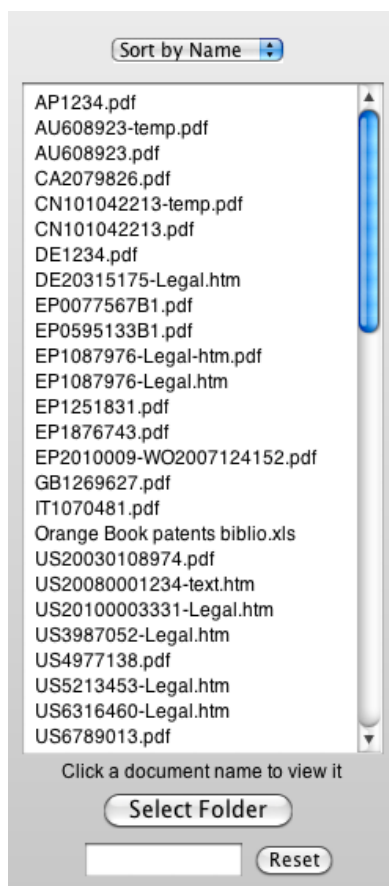 Sort by Name
AP1234.pdf
AU608923-temp.pdf
AU608923.pdf
CA2079826.pdf
CN101042213-temp.pdf
CN101042213.pdf
DE1234.pdf
DE20315175-Legal.htm
EP0077567B1.pdf
EP0595133B1.pdf
EP1087976-Legal-htm.pdf
EP1087976-Legal.htm
EP1251831.pdf
EP1876743.pdf
EP2010009-WO2007124152.pdf
GB1269627.pdf
IT1070481.pdf
Orange Book patents biblio.xls
US20030108974.pdf
US20080001234-text.htm
US20100003331-Legal.htm
US3987052-Legal.htm
US4977138.pdf
US5213453-Legal.htm
US6316460-Legal.htm
US6789013.pdf
Click a document name to view it
Select Folder
Reset